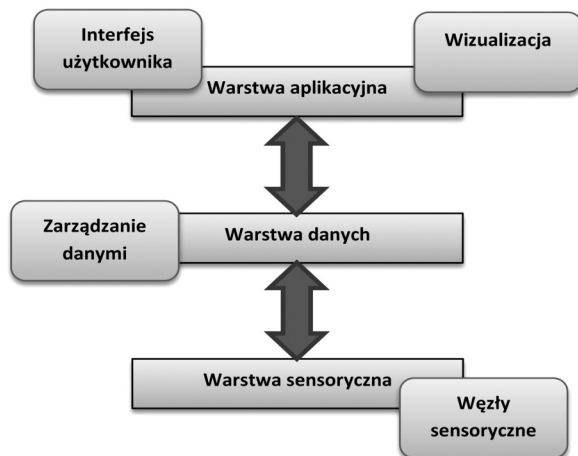 Interfejs
użytkownika
Wizualizacja
Warstwa aplikacyjna
Zarządzanie
danymi
Warstwa danych
Warstwa sensoryczna
Węzły
sensoryczne